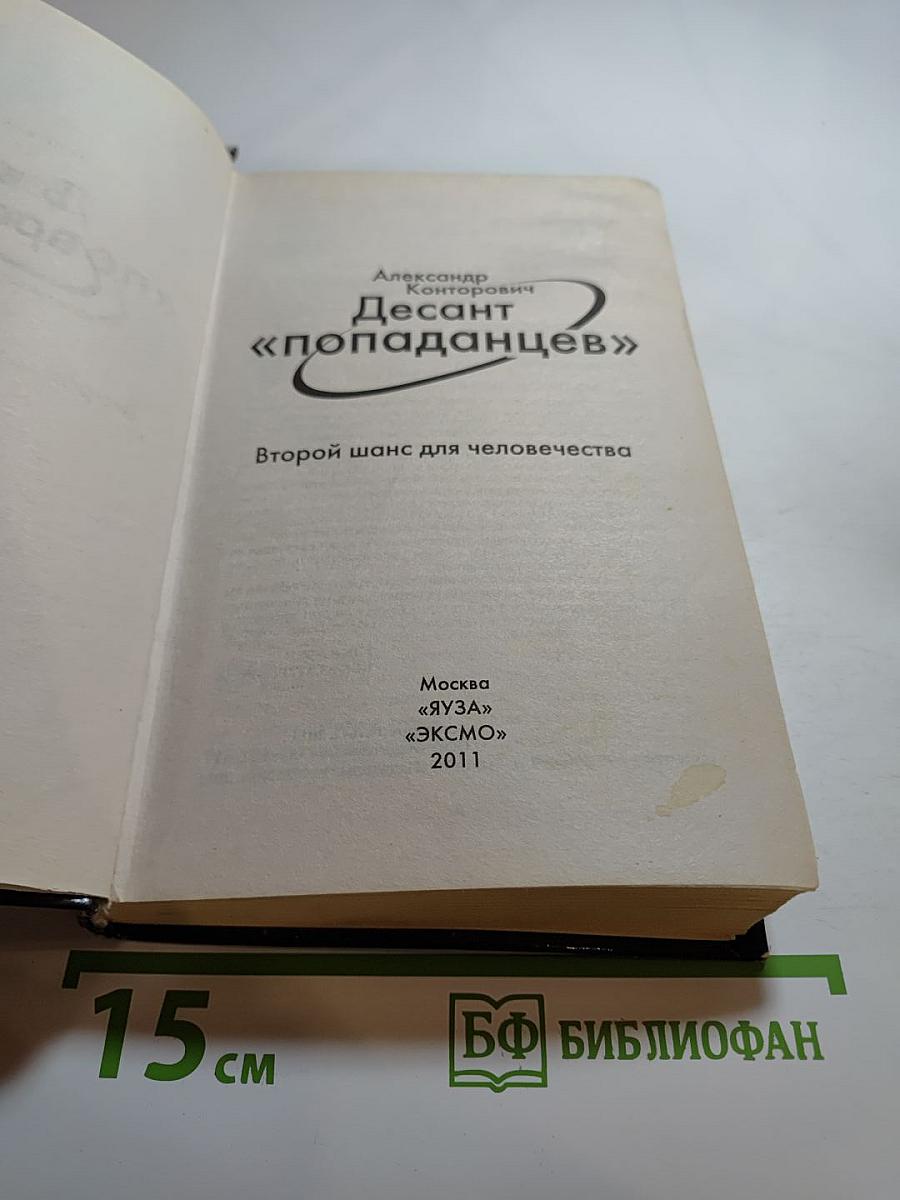 Александр
Конторович
Десант
«попаданцев»
Второй шанс для человечества
Москва
«ЯУЗА»
«ЭКСМО»
2011
15 см
БФ БИБЛИОФАН